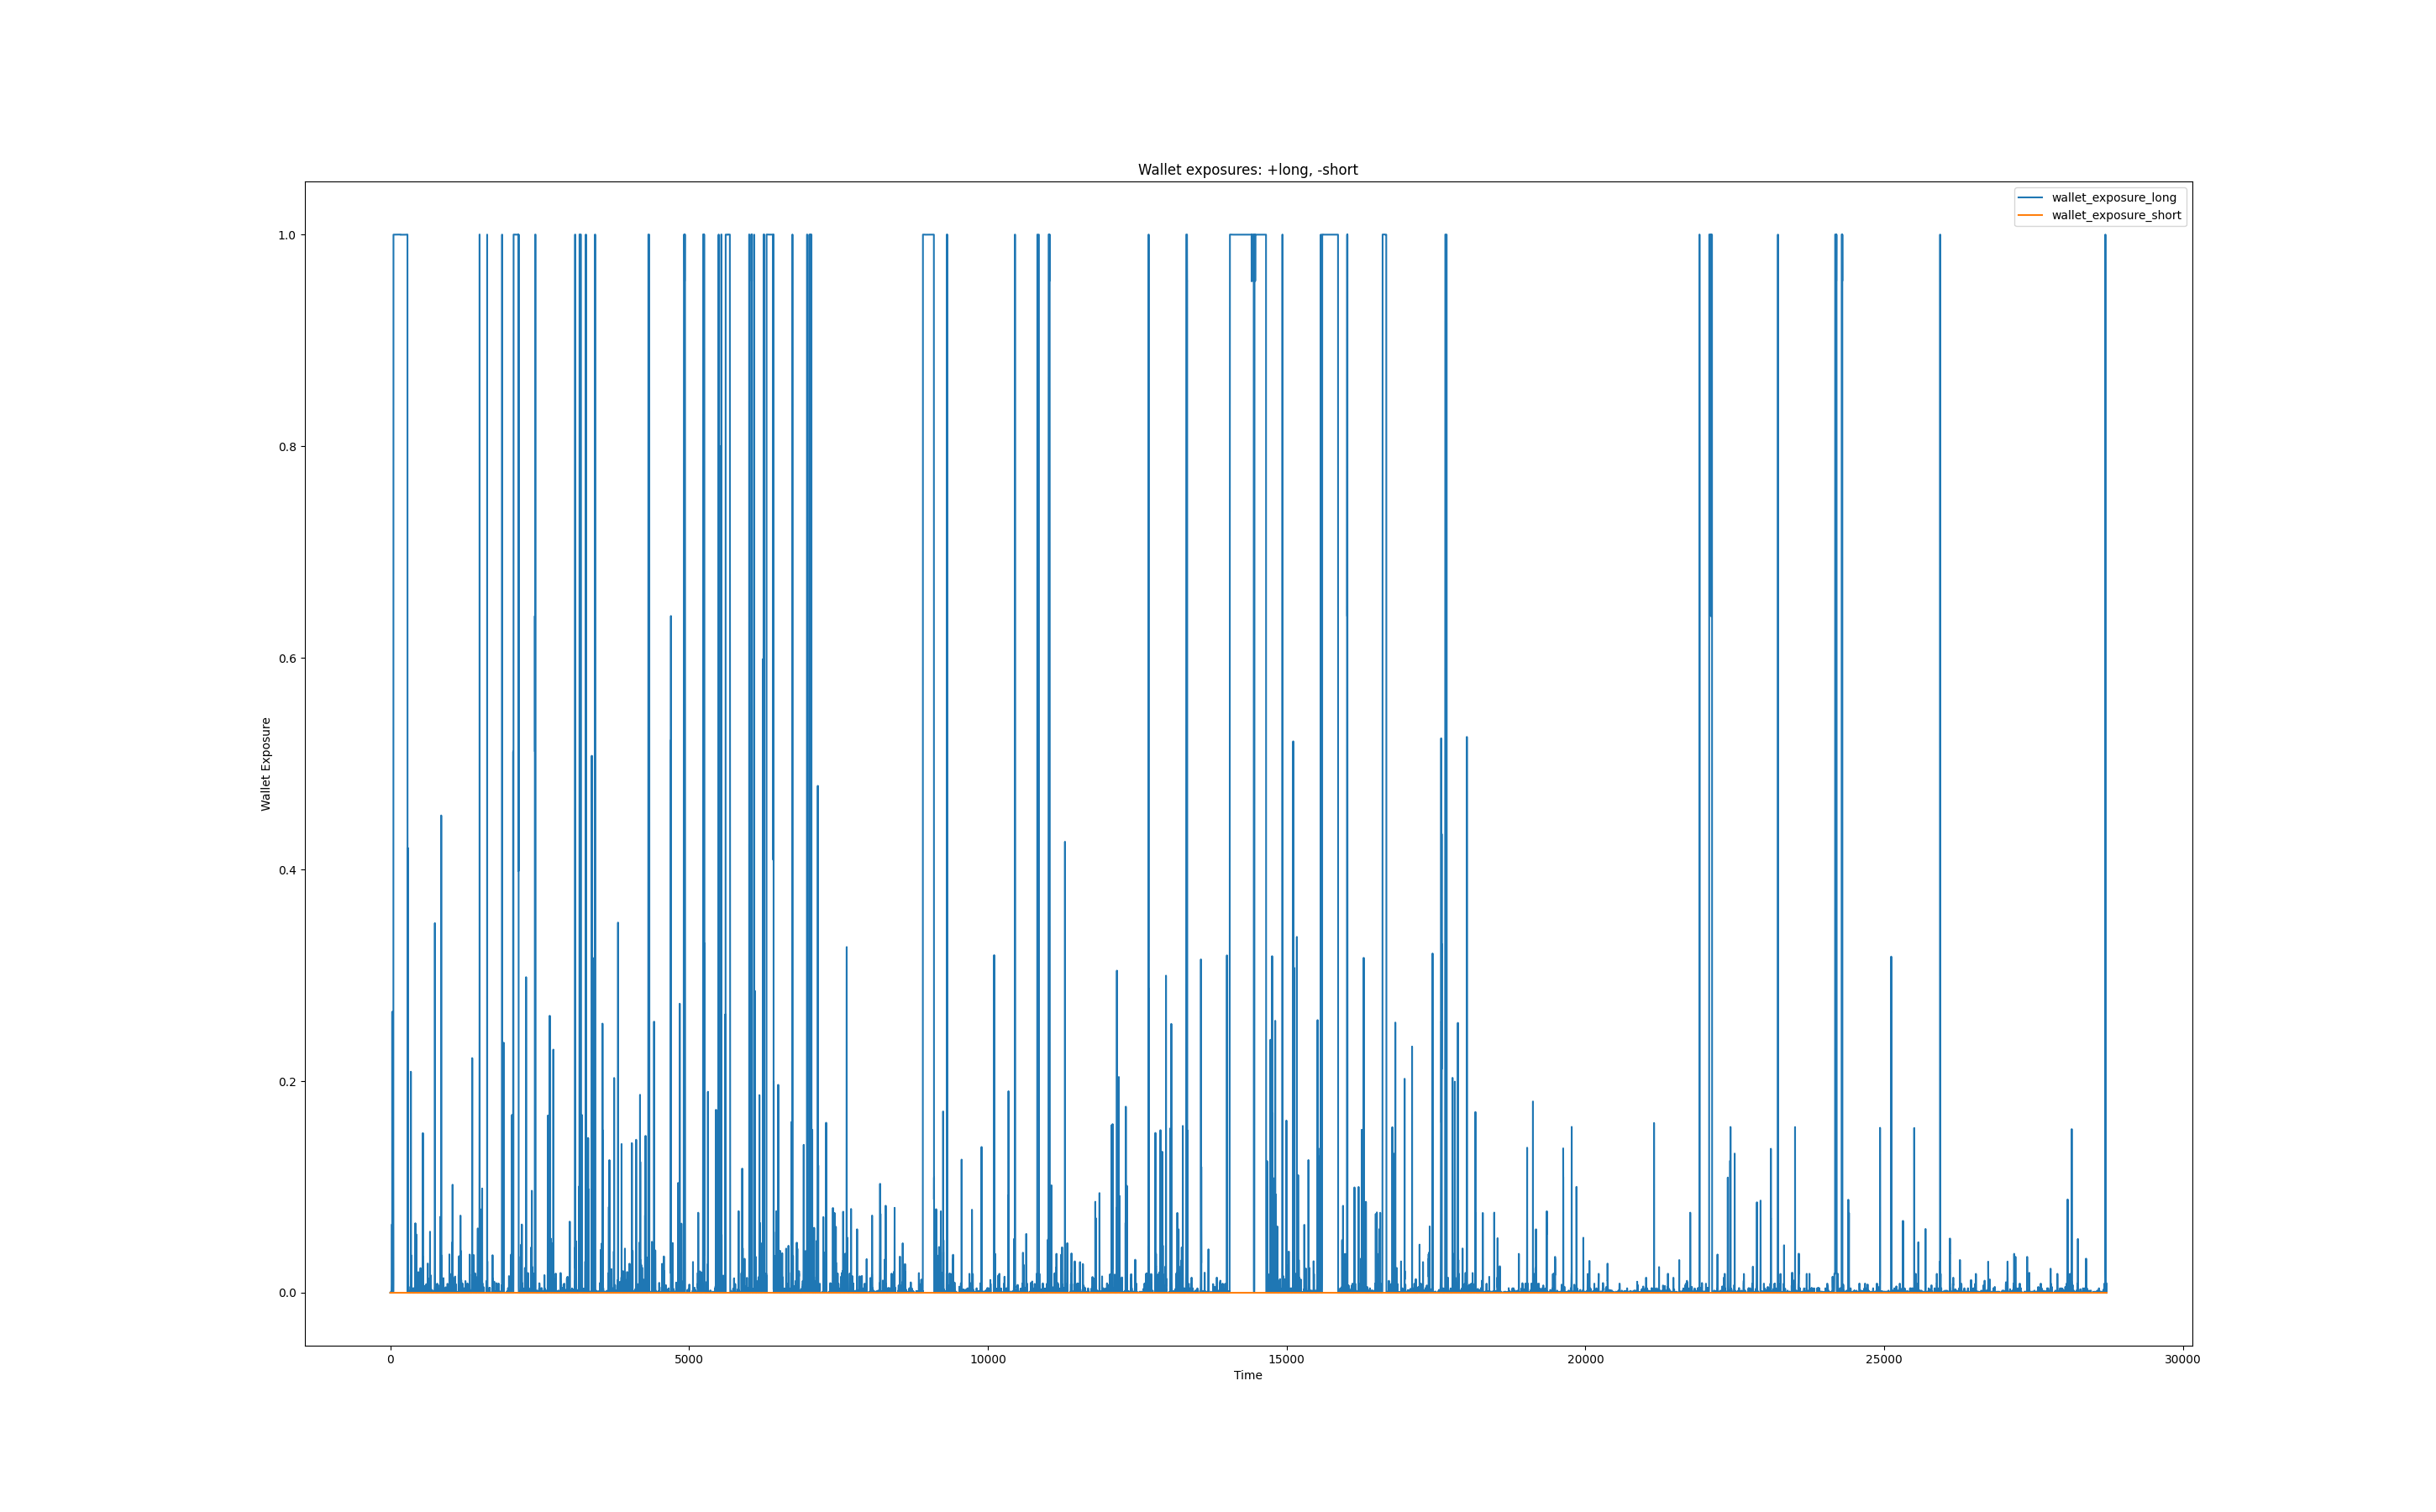 Wallet exposures: +long, -short
wallet_exposure_long
wallet_exposure_short
1.0
0.8
0.6
0.4
0.2
0.0
Wallet Exposure
0 5000 10000 15000 20000 25000 30000
Time